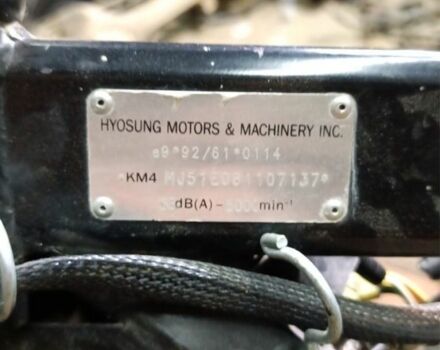 HYOSUNG MOTORS & MACHINERY INC.
e9*92/61*0114
*KM4 MJ51E081107137*
dB(A) - min⁻¹